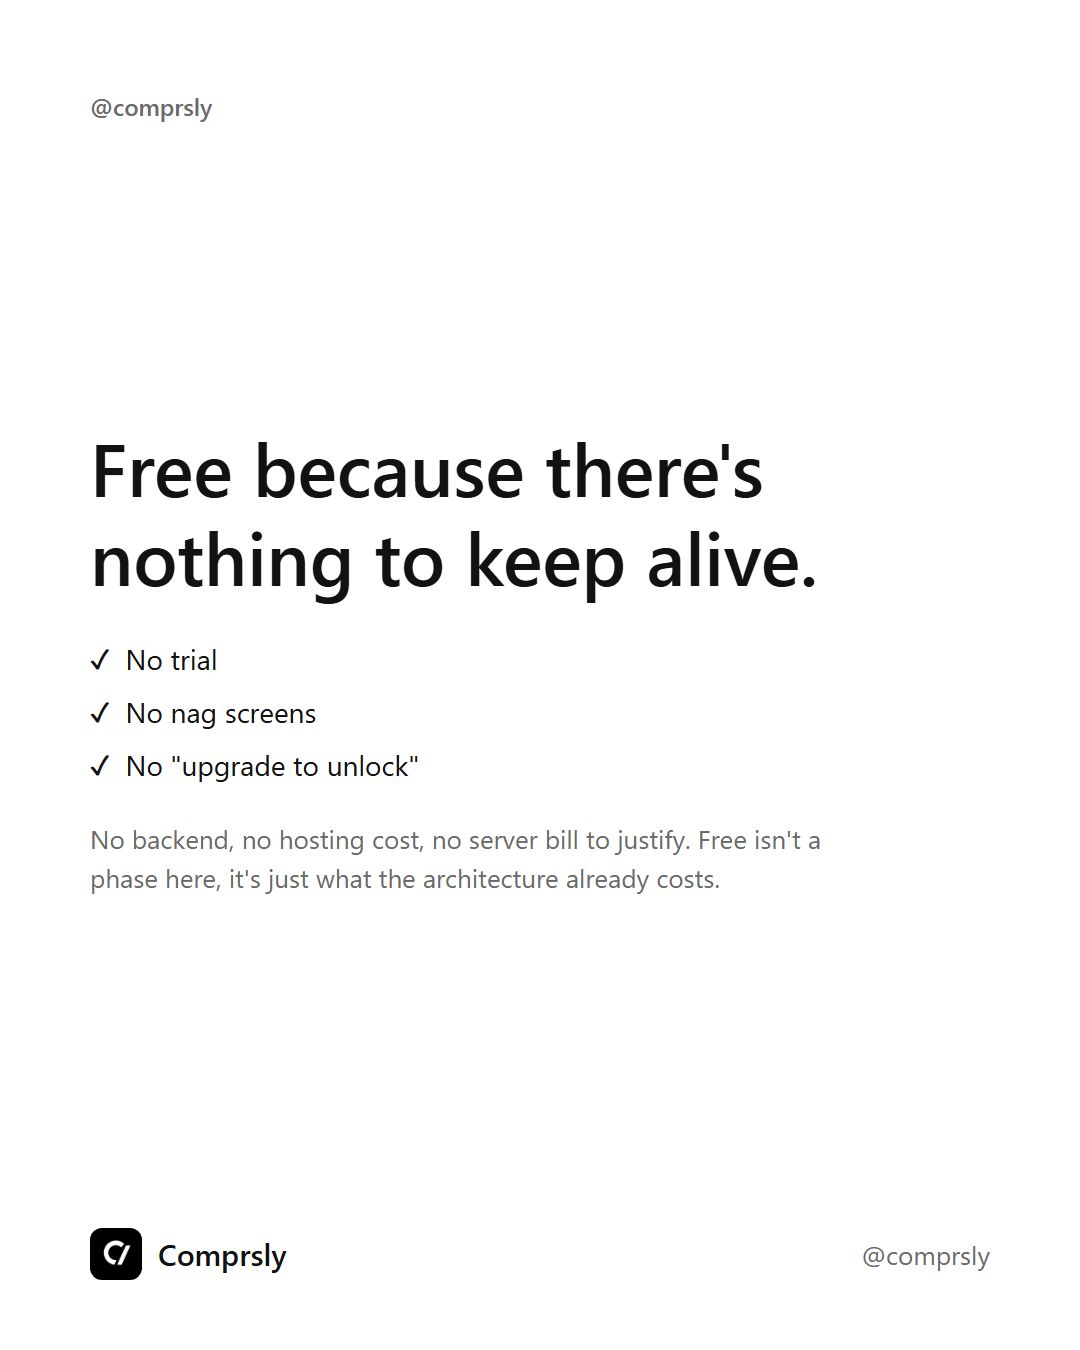 @comprsly
Free because there's
nothing to keep alive.
✓ No trial
✓ No nag screens
✓ No "upgrade to unlock"
No backend, no hosting cost, no server bill to justify. Free isn't a
phase here, it's just what the architecture already costs.
Comprsly
@comprsly